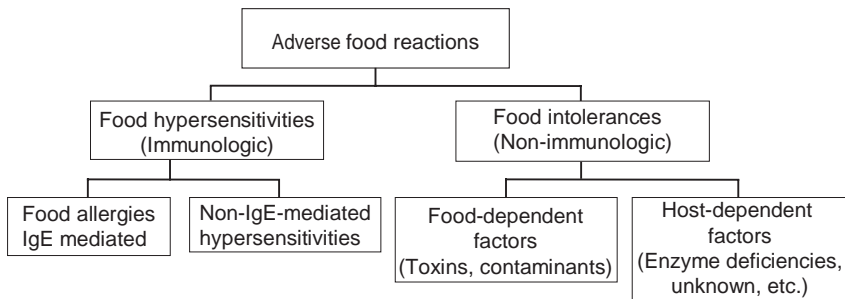 Adverse food reactions
Food hypersensitivities
(Immunologic)
Food intolerances
(Non-immunologic)
Food allergies
IgE mediated
Non-IgE-mediated
hypersensitivities
Food-dependent
factors
(Toxins, contaminants)
Host-dependent
factors
(Enzyme deficiencies,
unknown, etc.)